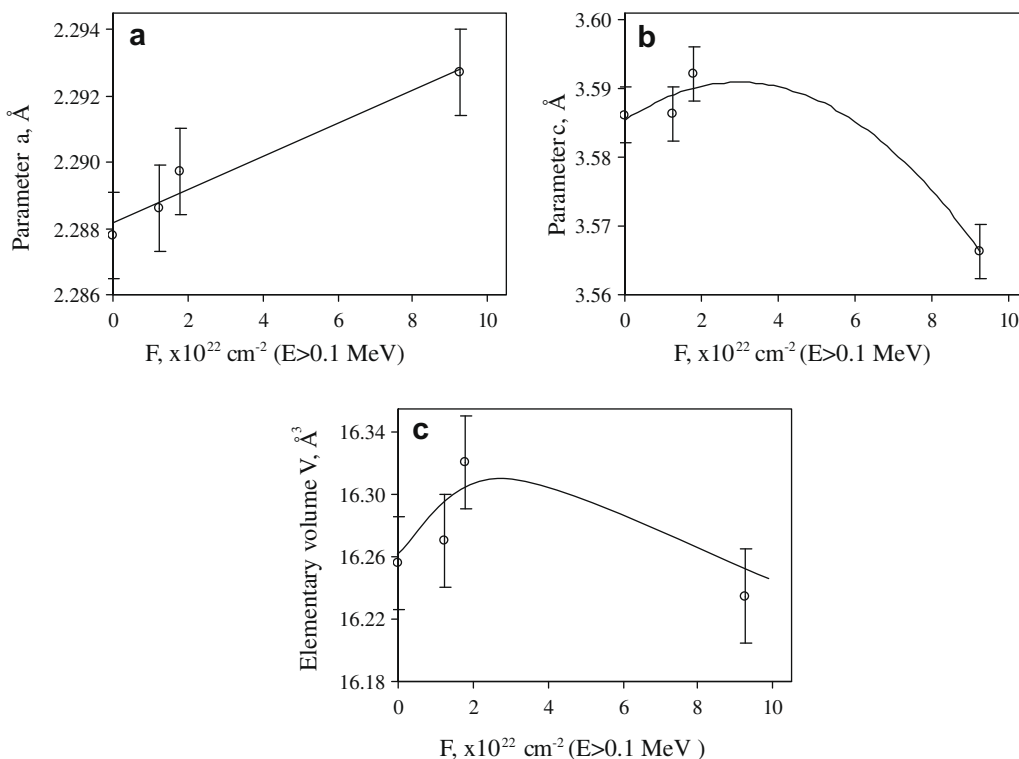 a
2.294
2.292
2.290
2.288
2.286
Parameter a, Å
0 2 4 6 8 10
F, x10²² cm⁻² (E>0.1 MeV)
b
3.60
3.59
3.58
3.57
3.56
Parameter c, Å
0 2 4 6 8 10
F, x10²² cm⁻² (E>0.1 MeV)
c
16.34
16.30
16.26
16.22
16.18
Elementary volume V, Å³
0 2 4 6 8 10
F, x10²² cm⁻² (E>0.1 MeV )